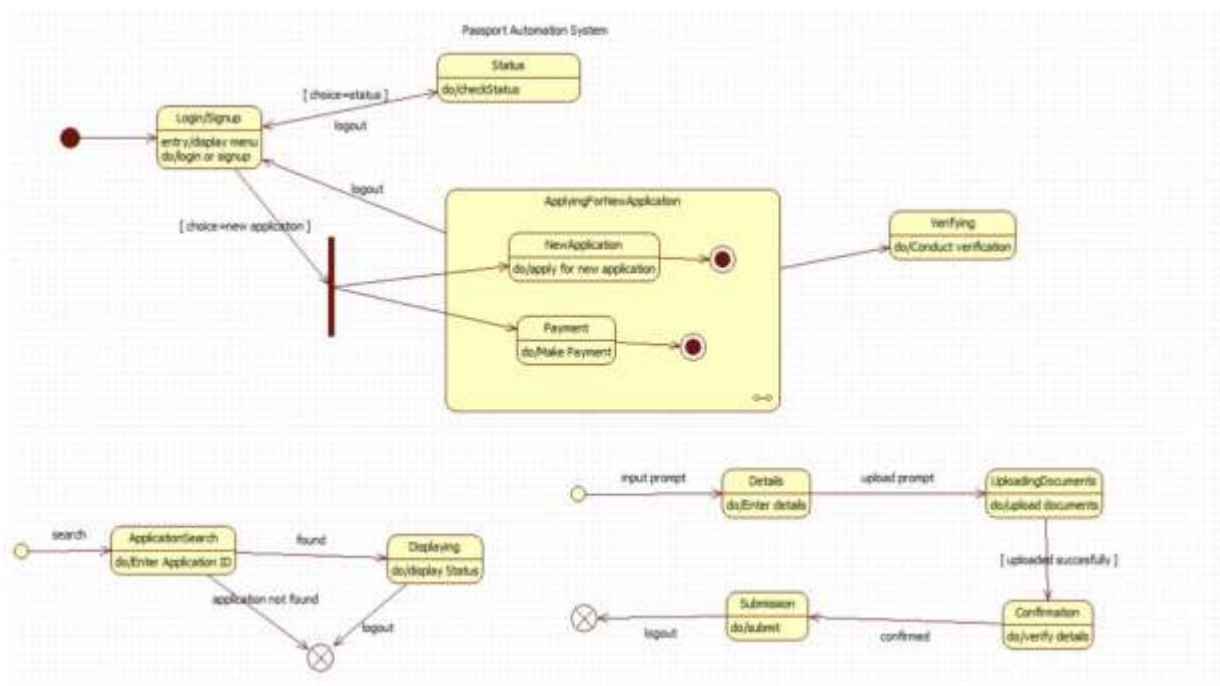 Passport Automation System
Status
do/checkStatus
[ choice=status ]
logout
Login/Signup
entry/display menu
do/login or signup
logout
[ choice=new application ]
ApplyingForNewApplication
NewApplication
do/apply for new application
Payment
do/Make Payment
Verifying
do/Conduct verification
input prompt
Details
do/Enter details
upload prompt
UploadingDocuments
do/upload documents
[ uploaded succesfully ]
Confirmation
do/verify details
confirmed
Submission
do/submit
logout
search
ApplicationSearch
do/Enter Application ID
found
Displaying
do/display Status
application not found
logout